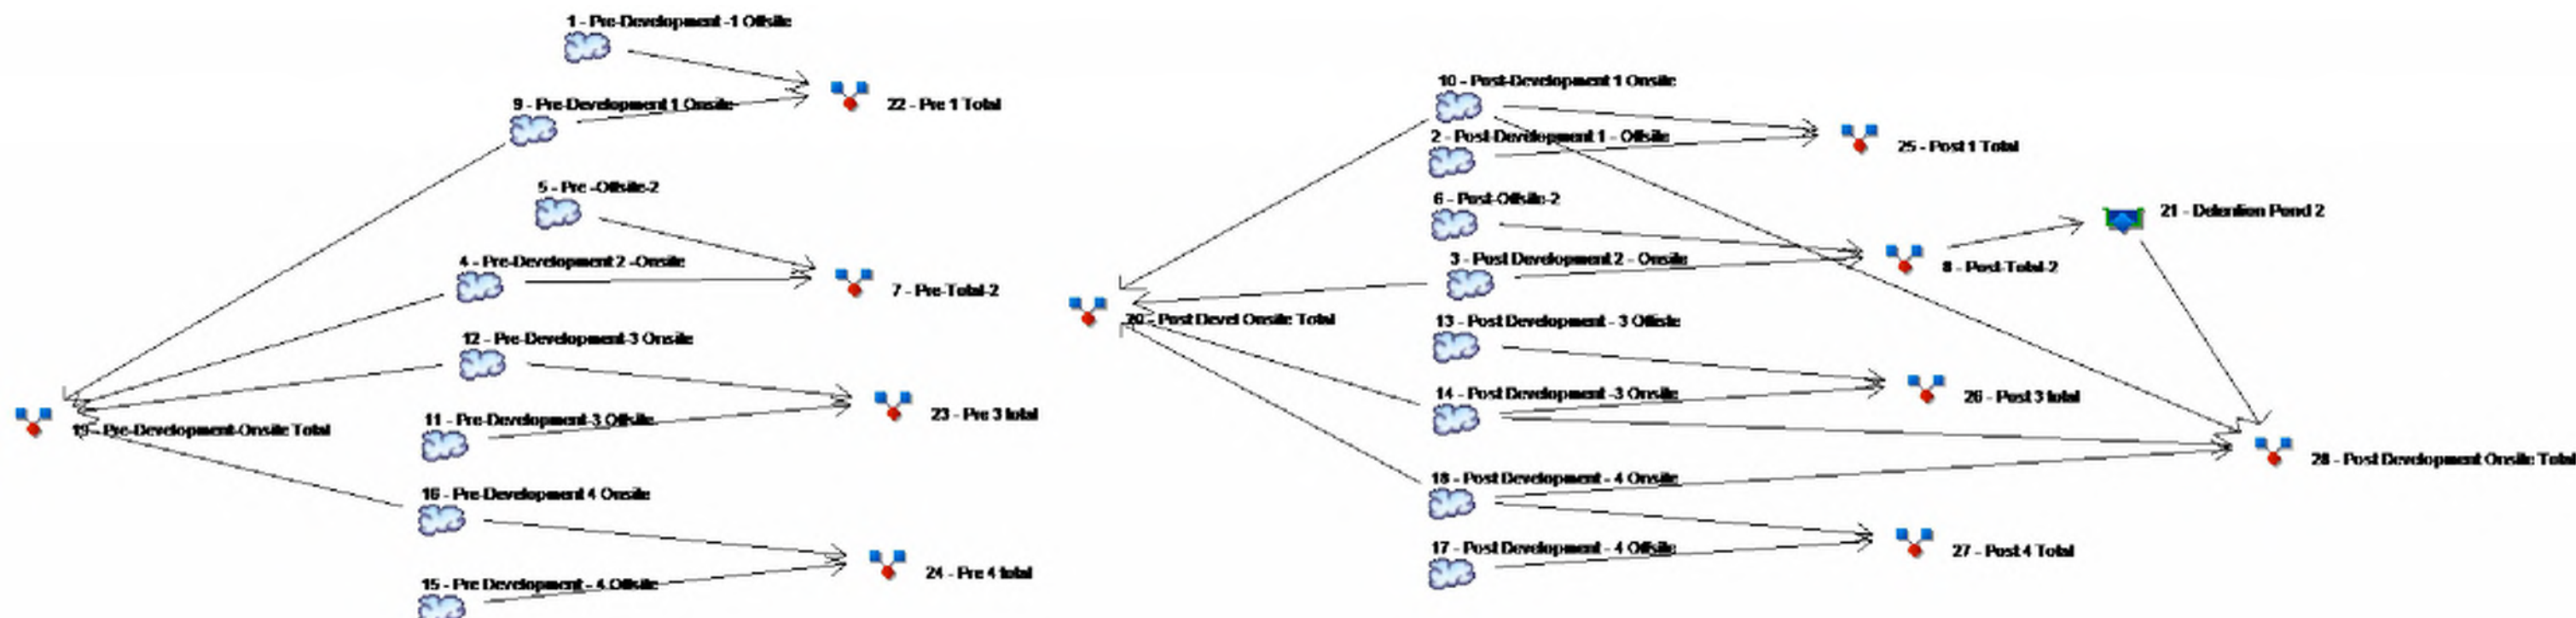 1 - Pre-Development -1 Offsite
9 - Pre-Development 1 Onsite
22 - Pre 1 Total
5 - Pre -Offsite-2
4 - Pre-Development 2 -Onsite
7 - Pre-Total-2
12 - Pre-Development-3 Onsite
11 - Pre-Development-3 Offsite
23 - Pre 3 total
19 - Pre-Development-Onsite Total
16 - Pre-Development 4 Onsite
15 - Pre Development - 4 Offsite
24 - Pre 4 total
10 - Post-Development 1 Onsite
2 - Post-Development 1 - Offsite
25 - Post 1 Total
6 - Post-Offsite-2
3 - Post Development 2 - Onsite
8 - Post-Total-2
21 - Detention Pond 2
20 - Post Devel Onsite Total
13 - Post Development - 3 Offiste
14 - Post Development -3 Onsite
26 - Post 3 total
18 - Post Development - 4 Onsite
17 - Post Development - 4 Offsite
27 - Post 4 Total
28 - Post Development Onsite Total